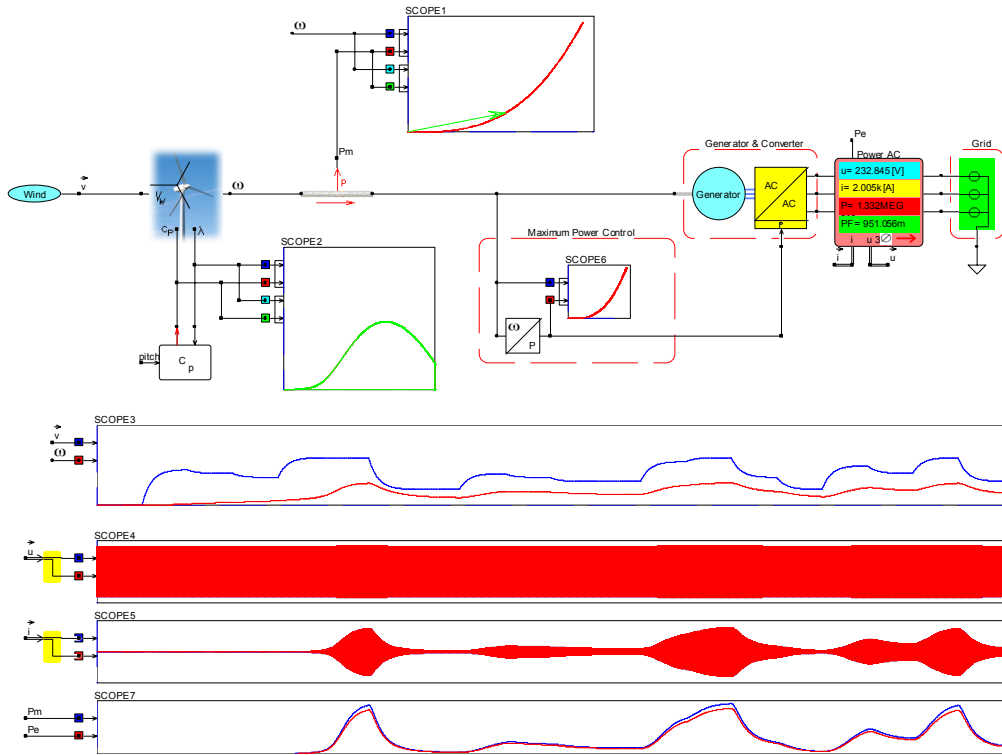 SCOPE1
ω
Pm
P
Wind
v
Vw
ω
Cp
λ
pitch
Cp
SCOPE2
Maximum Power Control
SCOPE6
ω
P
Generator & Converter
Generator
AC
AC
P
Pe
Power AC
u= 232.845[V]
i= 2.005k[A]
P= 1.332MEG
PF= 951.056m
i u 3Ø
i
u
Grid
SCOPE3
v
ω
SCOPE4
u
SCOPE5
i
SCOPE7
Pm
Pe